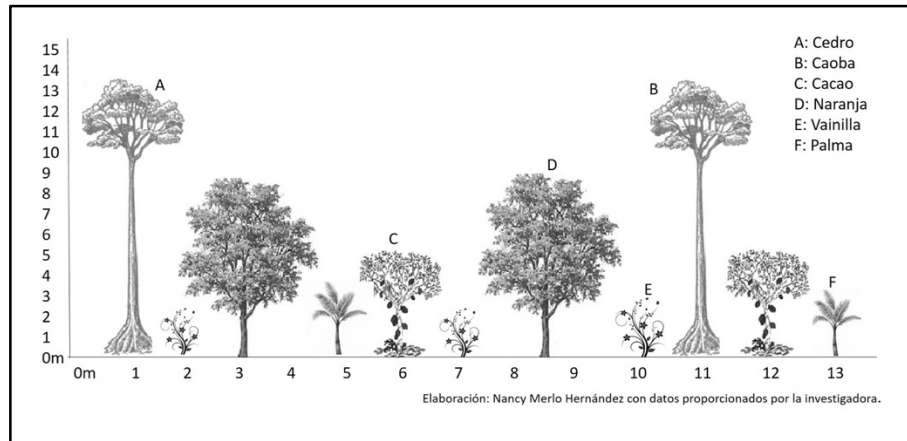 15
14
13
12
11
10
9
8
7
6
5
4
3
2
1
0m
A
B
C
D
E
F
A: Cedro
B: Caoba
C: Cacao
D: Naranja
E: Vainilla
F: Palma
0m 1 2 3 4 5 6 7 8 9 10 11 12 13
Elaboración: Nancy Merlo Hernández con datos proporcionados por la investigadora.